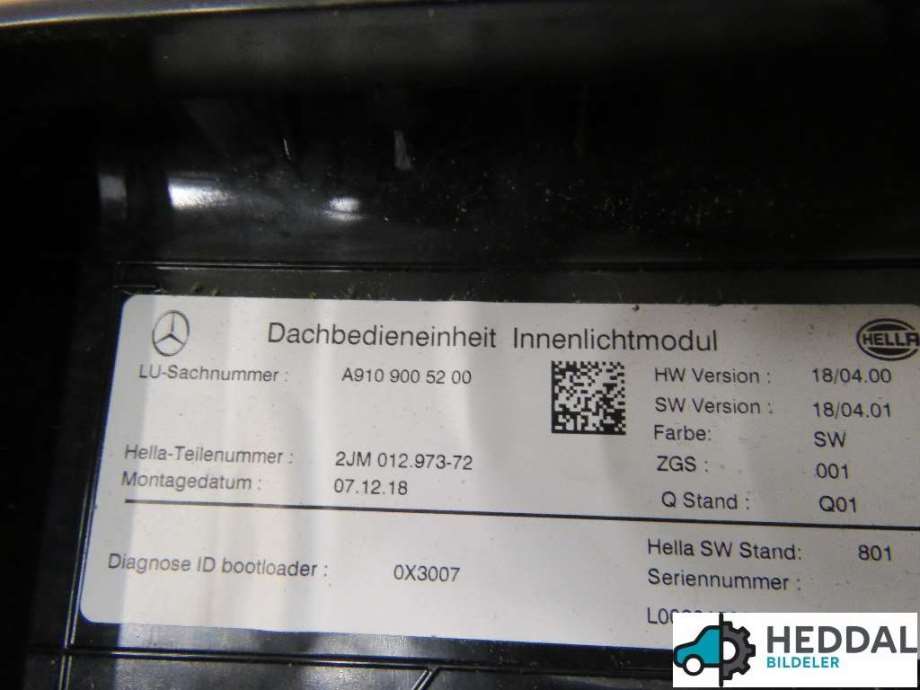 Dachbedieneinheit Innenlichtmodul
HELLA
LU-Sachnummer : A910 900 52 00
HW Version : 18/04.00
SW Version : 18/04.01
Farbe: SW
Hella-Teilenummer : 2JM 012.973-72
ZGS : 001
Montagedatum : 07.12.18
Q Stand : Q01
Hella SW Stand: 801
Diagnose ID bootloader : 0X3007
Seriennummer :
HEDDAL
BILDELER